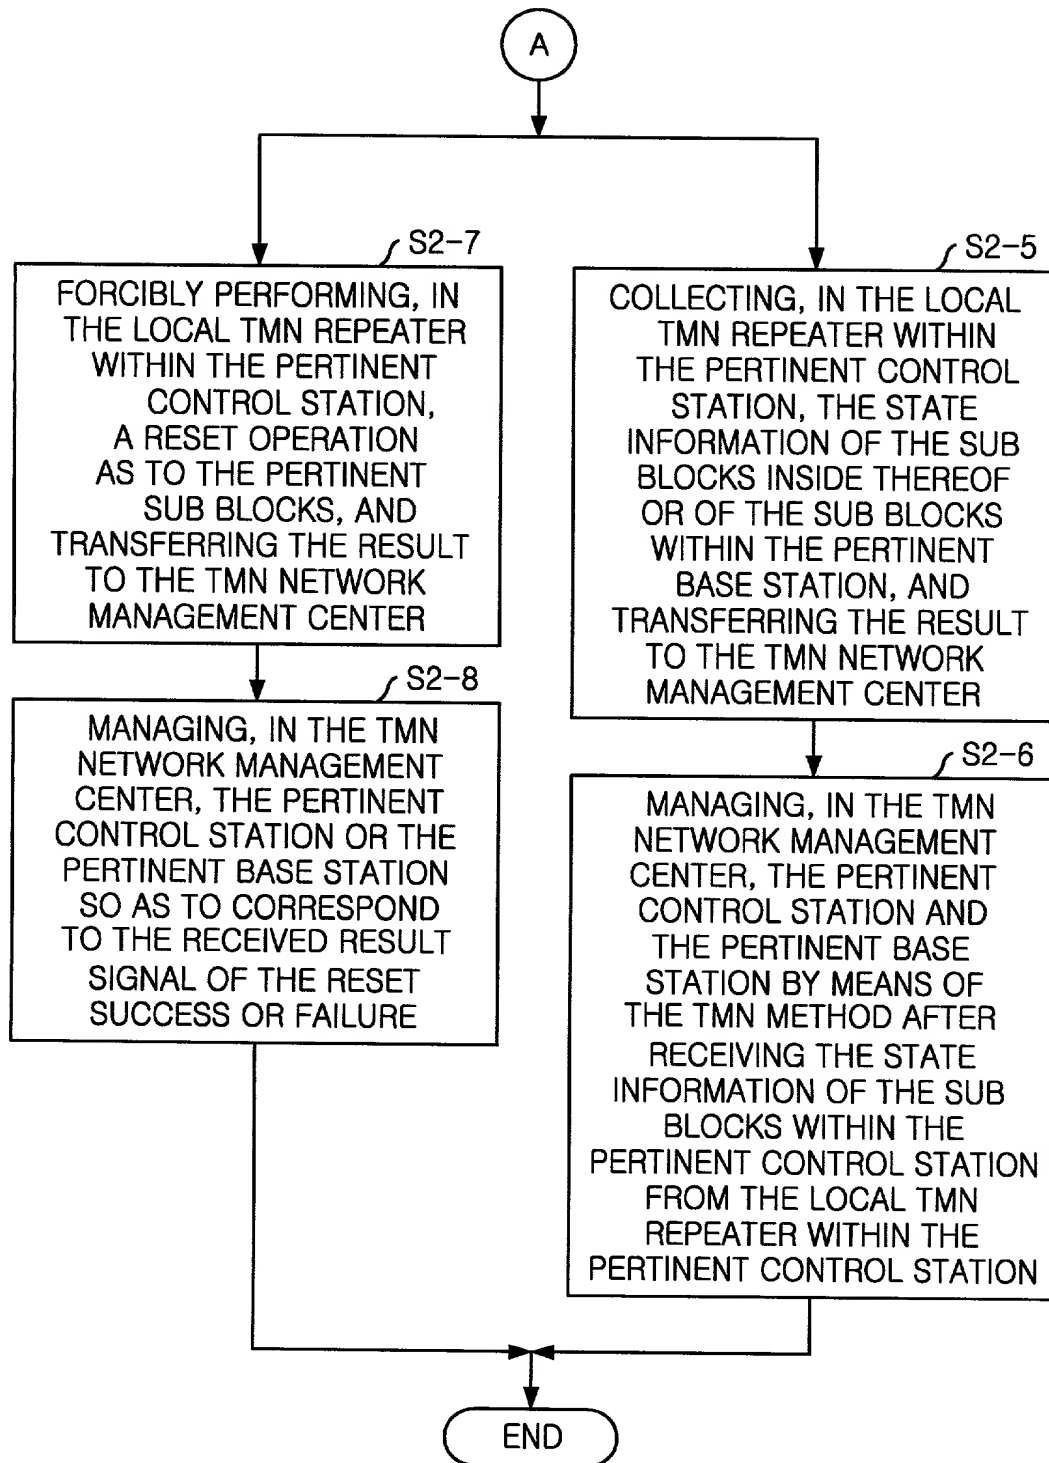 A
S2-7
FORCIBLY PERFORMING, IN
THE LOCAL TMN REPEATER
WITHIN THE PERTINENT
CONTROL STATION,
A RESET OPERATION
AS TO THE PERTINENT
SUB BLOCKS, AND
TRANSFERRING THE RESULT
TO THE TMN NETWORK
MANAGEMENT CENTER
S2-8
MANAGING, IN THE TMN
NETWORK MANAGEMENT
CENTER, THE PERTINENT
CONTROL STATION OR THE
PERTINENT BASE STATION
SO AS TO CORRESPOND
TO THE RECEIVED RESULT
SIGNAL OF THE RESET
SUCCESS OR FAILURE
S2-5
COLLECTING, IN THE LOCAL
TMN REPEATER WITHIN
THE PERTINENT CONTROL
STATION, THE STATE
INFORMATION OF THE SUB
BLOCKS INSIDE THEREOF
OR OF THE SUB BLOCKS
WITHIN THE PERTINENT
BASE STATION, AND
TRANSFERRING THE RESULT
TO THE TMN NETWORK
MANAGEMENT CENTER
S2-6
MANAGING, IN THE TMN
NETWORK MANAGEMENT
CENTER, THE PERTINENT
CONTROL STATION AND
THE PERTINENT BASE
STATION BY MEANS OF
THE TMN METHOD AFTER
RECEIVING THE STATE
INFORMATION OF THE SUB
BLOCKS WITHIN THE
PERTINENT CONTROL STATION
FROM THE LOCAL TMN
REPEATER WITHIN THE
PERTINENT CONTROL STATION
END